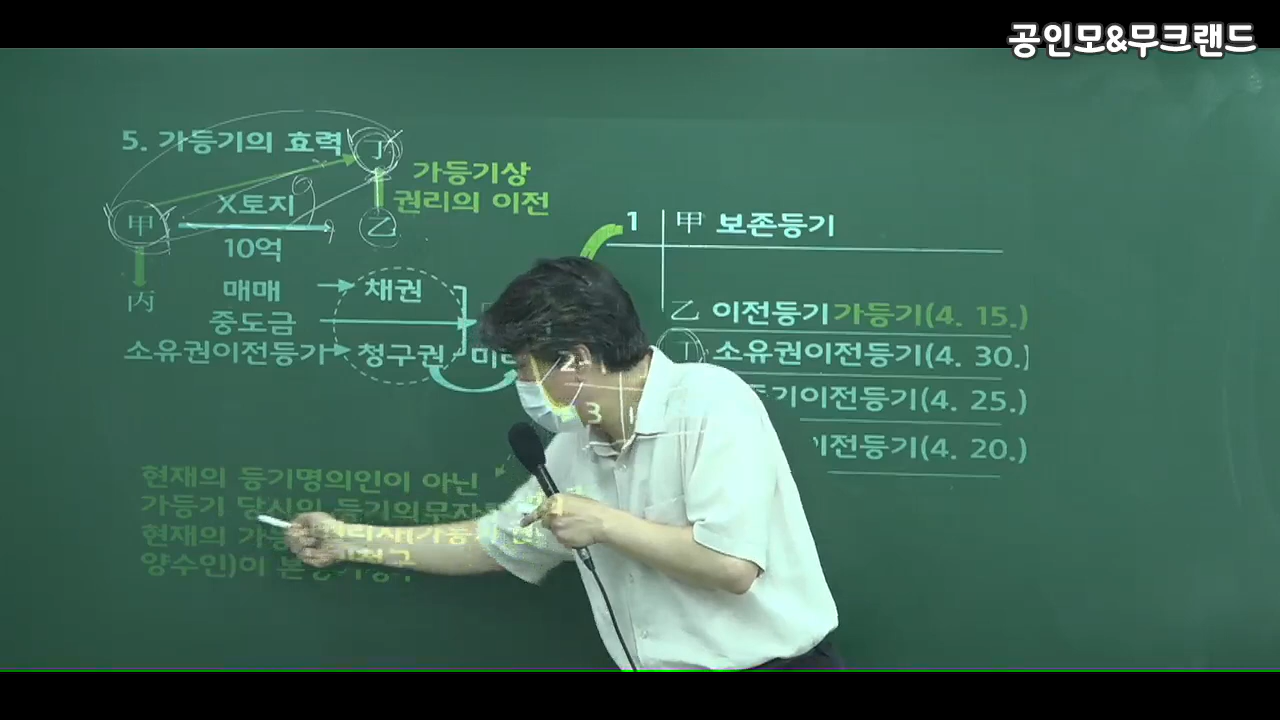 공인모&무크랜드
5. 가등기의 효력
丁
가등기상
권리의 이전
甲
X토지
乙
10억
丙
매매
채권
중도금
소유권이전등기
청구권
1 甲 보존등기
乙 이전등기가등기(4. 15.)
丁 소유권이전등기(4. 30.)
2
기이전등기(4. 25.)
3 1
이전등기(4. 20.)
현재의 등기명의인이 아닌
가등기 당시의 등기의무자
현재의
양수인)이